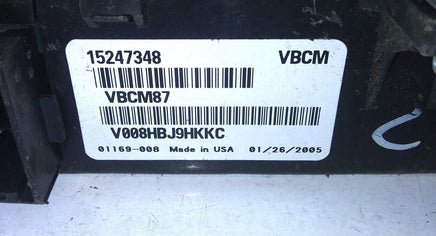 15247348 VBCM
VBCM87
V008HBJ9HKKC
01169-008 Made in USA 01/26/2005